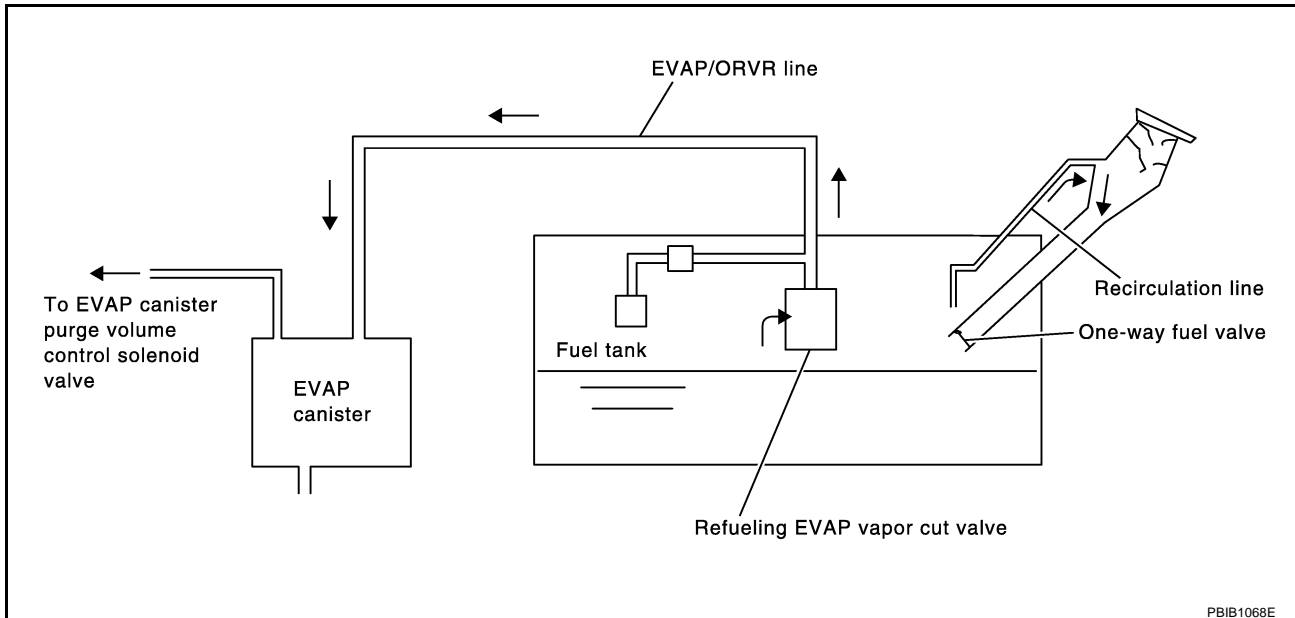 EVAP/ORVR line
Recirculation line
One-way fuel valve
To EVAP canister
purge volume
control solenoid
valve
Fuel tank
EVAP
canister
Refueling EVAP vapor cut valve
PBIB1068E